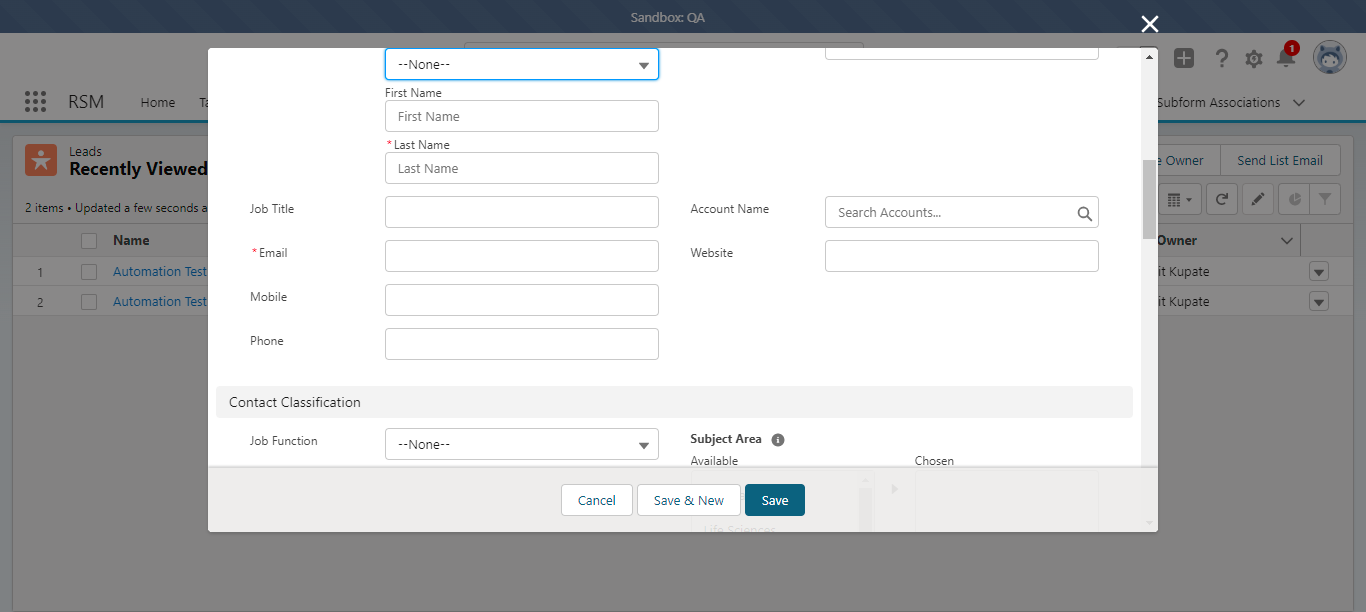 Sandbox: QA
1
RSM
Home
Subform Associations
Leads
Recently Viewed
Owner
Send List Email
2 items • Updated a few seconds
Name
Owner
1
Automation Test
Kupate
2
Automation Test
Kupate
--None--
First Name
First Name
* Last Name
Last Name
Job Title
Account Name
Search Accounts...
* Email
Website
Mobile
Phone
Contact Classification
Job Function
--None--
Subject Area
Available
Chosen
Life Sciences
Cancel
Save & New
Save